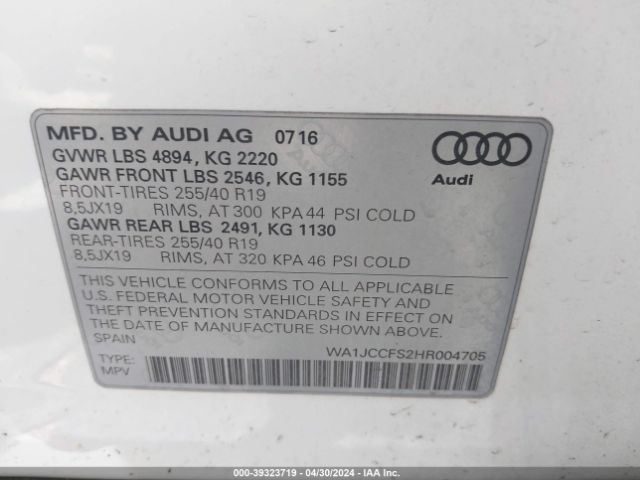 MFD. BY AUDI AG 0716
GVWR LBS 4894, KG 2220
GAWR FRONT LBS 2546, KG 1155
FRONT-TIRES 255/40 R19
8,5JX19 RIMS, AT 300 KPA 44 PSI COLD
GAWR REAR LBS 2491, KG 1130
REAR-TIRES 255/40 R19
8,5JX19 RIMS, AT 320 KPA 46 PSI COLD
Audi
THIS VEHICLE CONFORMS TO ALL APPLICABLE
U.S. FEDERAL MOTOR VEHICLE SAFETY AND
THEFT PREVENTION STANDARDS IN EFFECT ON
THE DATE OF MANUFACTURE SHOWN ABOVE.
SPAIN
WA1JCCFS2HR004705
TYPE:
MPV
000-39323719 - 04/30/2024 - IAA Inc.